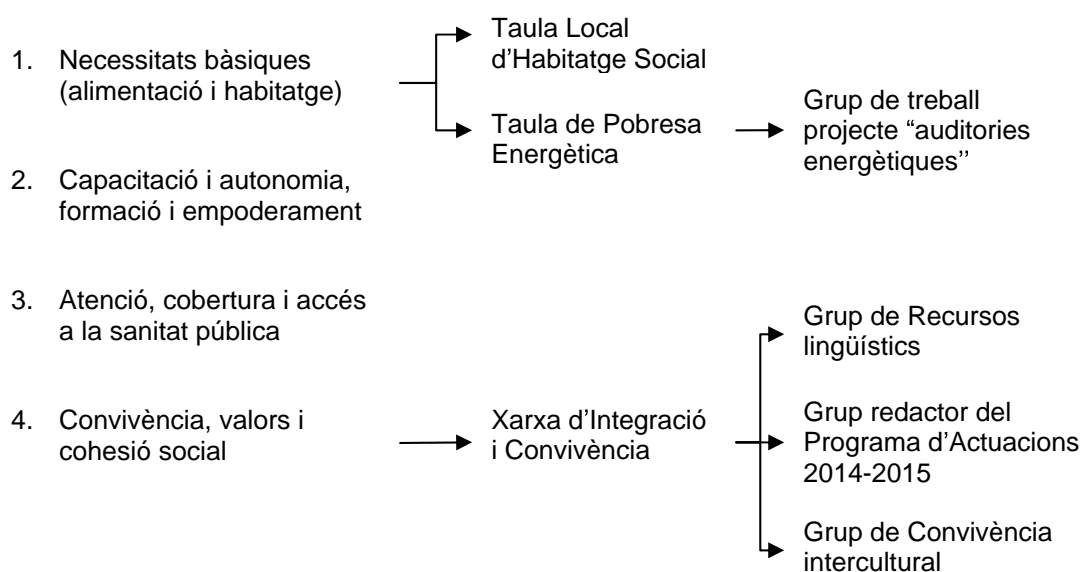 1. Necessitats bàsiques
(alimentació i habitatge)
Taula Local
d’Habitatge Social
Taula de Pobresa
Energètica
Grup de treball
projecte “auditories
energètiques’’
2. Capacitació i autonomia,
formació i empoderament
3. Atenció, cobertura i accés
a la sanitat pública
4. Convivència, valors i
cohesió social
Xarxa d’Integració
i Convivència
Grup de Recursos
lingüístics
Grup redactor del
Programa d’Actuacions
2014-2015
Grup de Convivència
intercultural